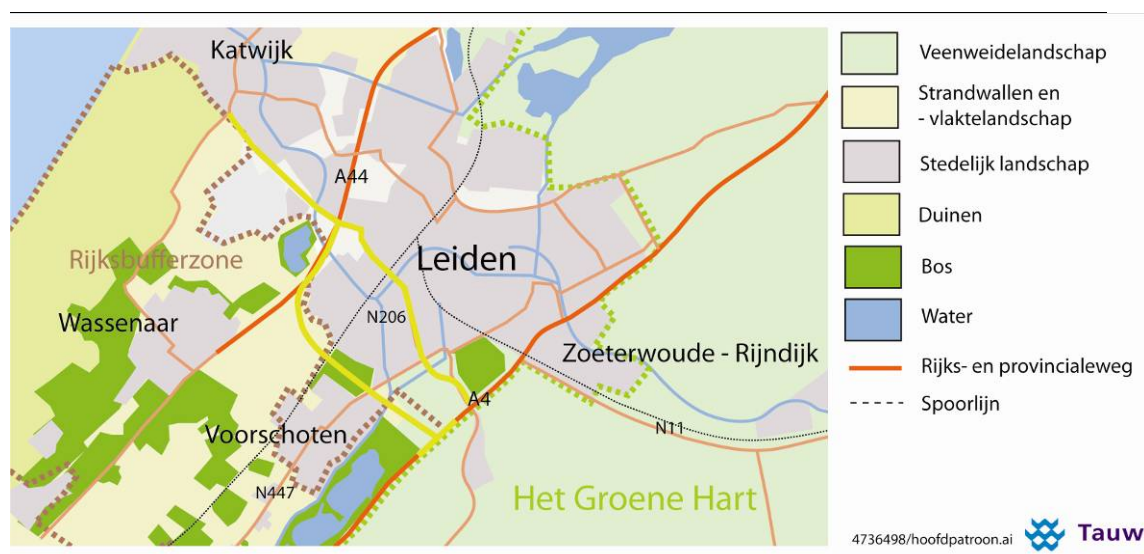 Katwijk
A44
Leiden
Rijksbufferzone
Wassenaar
N206
Zoeterwoude - Rijndijk
A4
Voorschoten
N11
N447
Het Groene Hart
Veenweidelandschap
Strandwallen en
- vlaktelandschap
Stedelijk landschap
Duinen
Bos
Water
Rijks- en provincialeweg
Spoorlijn
4736498/hoofdpatroon.ai
Tauw